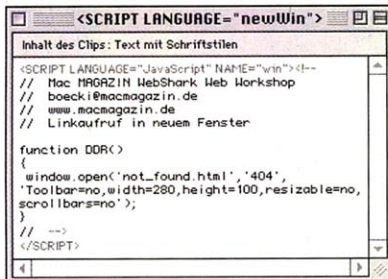 <SCRIPT LANGUAGE="newWin">
Inhalt des Clips: Text mit Schriftstilen
<SCRIPT LANGUAGE="JavaScript" NAME="win"><!--
// Mac MAGAZIN WebShark Web Workshop
// boecki@macmagazin.de
// www.macmagazin.de
// Linkaufruf in neuem Fenster
function DDR()
{
window.open('not_found.html','404',
'Toolbar=no,width=280,height=100,resizable=no,
scrollbars=no');
}
// -->
</SCRIPT>